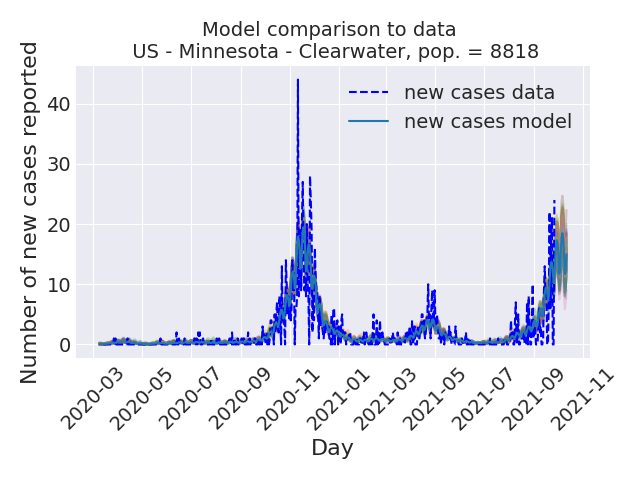 Model comparison to data
US - Minnesota - Clearwater, pop. = 8818
Number of new cases reported
40
30
20
10
0
new cases data
new cases model
2020-03
2020-05
2020-07
2020-09
2020-11
2021-01
2021-03
2021-05
2021-07
2021-09
2021-11
Day